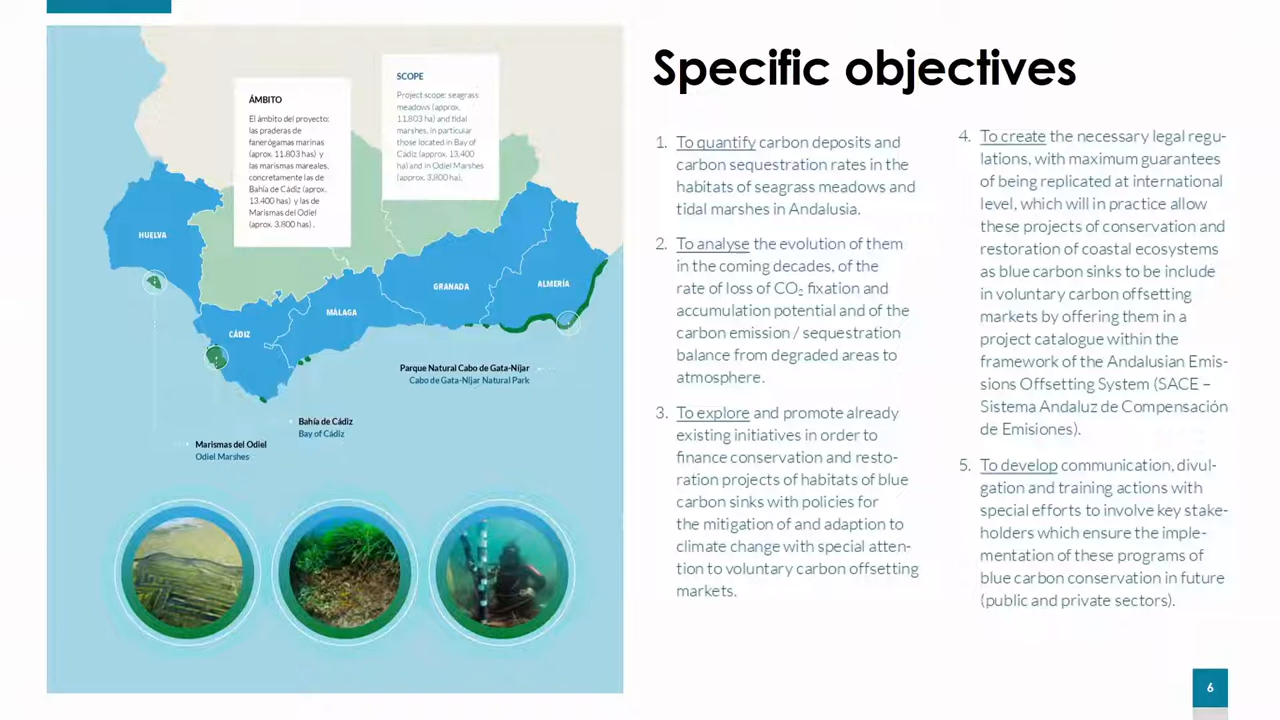 ÁMBITO
El ámbito del proyecto:
las praderas de
fanerógamas marinas
(aprox. 11.803 ha) y
las marismas mareales,
concretamente las de
Bahía de Cádiz (aprox.
13.400 has) y las de
Marismas del Odiel
(aprox. 3.800 has) .
SCOPE
Project scope: seagrass
meadows (approx.
11,803 ha) and tidal
marshes, in particular
those located in Bay of
Cádiz (approx. 13,400
ha) and in Odiel Marshes
(approx. 3,800 ha).
HUELVA
CÁDIZ
MÁLAGA
GRANADA
ALMERÍA
Parque Natural Cabo de Gata-Níjar
Cabo de Gata-Níjar Natural Park
Bahía de Cádiz
Bay of Cádiz
Marismas del Odiel
Odiel Marshes
Specific objectives
1. To quantify carbon deposits and
carbon sequestration rates in the
habitats of seagrass meadows and
tidal marshes in Andalusia.
2. To analyse the evolution of them
in the coming decades, of the
rate of loss of CO₂ fixation and
accumulation potential and of the
carbon emission / sequestration
balance from degraded areas to
atmosphere.
3. To explore and promote already
existing initiatives in order to
finance conservation and resto-
ration projects of habitats of blue
carbon sinks with policies for
the mitigation of and adaption to
climate change with special atten-
tion to voluntary carbon offsetting
markets.
4. To create the necessary legal regu-
lations, with maximum guarantees
of being replicated at international
level, which will in practice allow
these projects of conservation and
restoration of coastal ecosystems
as blue carbon sinks to be include
in voluntary carbon offsetting
markets by offering them in a
project catalogue within the
framework of the Andalusian Emis-
sions Offsetting System (SACE –
Sistema Andaluz de Compensación
de Emisiones).
5. To develop communication, divul-
gation and training actions with
special efforts to involve key stake-
holders which ensure the imple-
mentation of these programs of
blue carbon conservation in future
(public and private sectors).
6